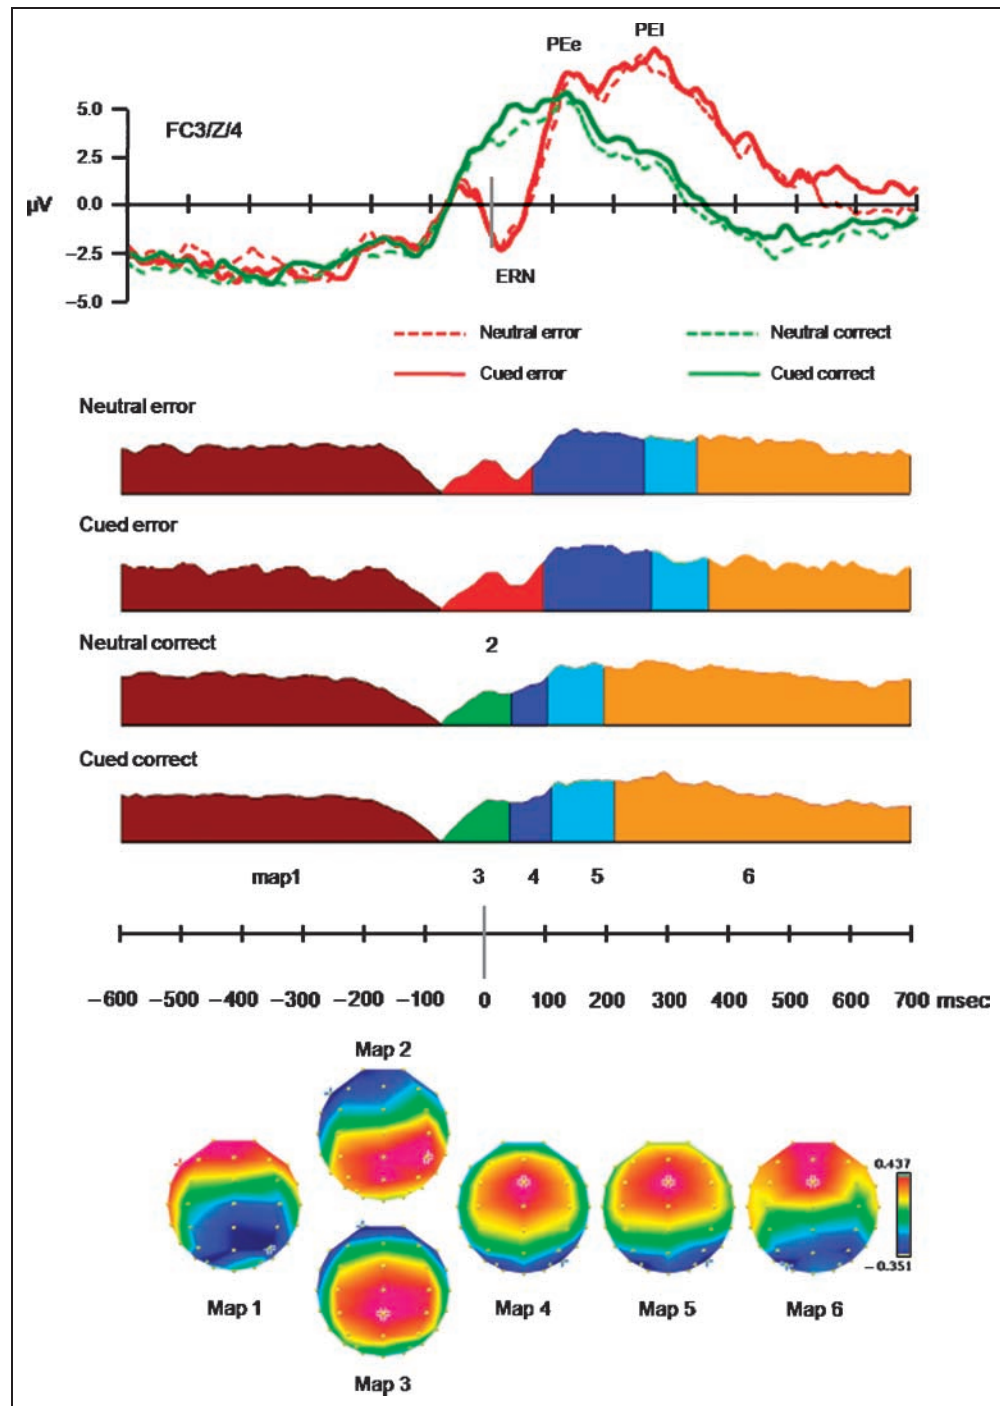 PEe PEl
5.0
FC3/Z/4
2.5
µV 0.0
−2.5
ERN
−5.0
Neutral error Neutral correct
Cued error Cued correct
Neutral error
Cued error
Neutral correct 2
Cued correct
map1 3 4 5 6
−600 −500 −400 −300 −200 −100 0 100 200 300 400 500 600 700 msec
Map 2
0.437
−0.351
Map 1 Map 4 Map 5 Map 6
Map 3